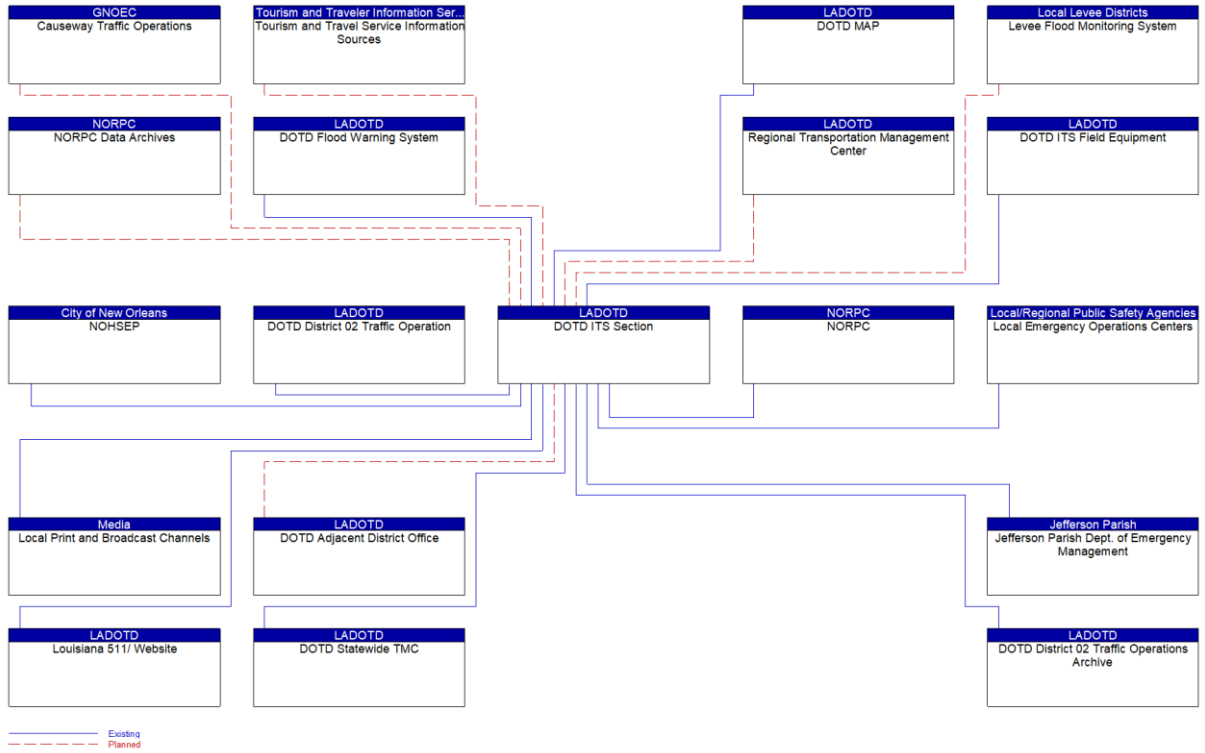 GNOEC
Causeway Traffic Operations
Tourism and Traveler Information Ser...
Tourism and Travel Service Information
Sources
LADOTD
DOTD MAP
Local Levee Districts
Levee Flood Monitoring System
NORPC
NORPC Data Archives
LADOTD
DOTD Flood Warning System
LADOTD
Regional Transportation Management
Center
LADOTD
DOTD ITS Field Equipment
City of New Orleans
NOHSEP
LADOTD
DOTD District 02 Traffic Operation
LADOTD
DOTD ITS Section
NORPC
NORPC
Local/Regional Public Safety Agencies
Local Emergency Operations Centers
Media
Local Print and Broadcast Channels
LADOTD
DOTD Adjacent District Office
Jefferson Parish
Jefferson Parish Dept. of Emergency
Management
LADOTD
Louisiana 511/ Website
LADOTD
DOTD Statewide TMC
LADOTD
DOTD District 02 Traffic Operations
Archive
Existing
Planned